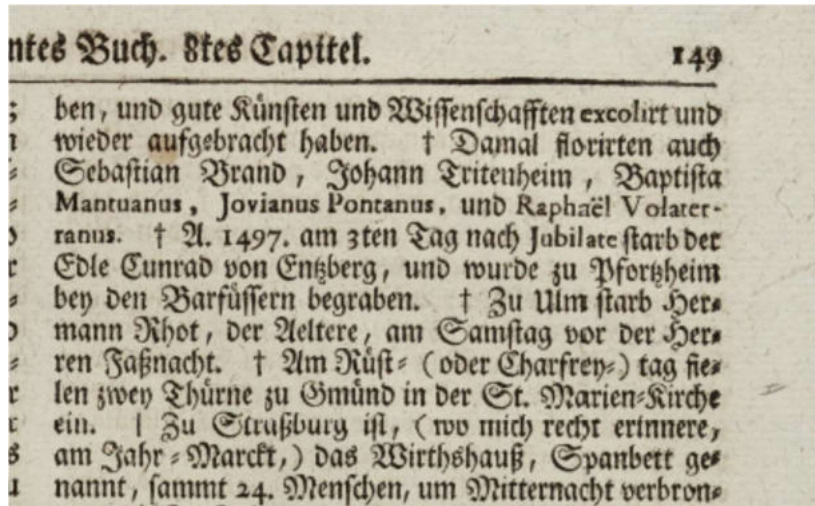 ntes Buch. 8tes Capitel. 149
ben, und gute Künsten und Wissenschafften excolirt und
wieder aufgebracht haben. † Damal florirten auch
Sebastian Brand, Johann Tritenheim, Baptista
Mantuanus, Jovianus Pontanus, und Raphaël Volater-
ranus. † A. 1497. am 3ten Tag nach Jubilate starb der
Edle Cunrad von Entzberg, und wurde zu Pfortzheim
bey den Barfüssern begraben. † Zu Ulm starb Her-
mann Rhot, der Aeltere, am Samstag vor der Her-
ren Faßnacht. † Am Rüst- (oder Charfrey-) tag fie-
len zwey Thürne zu Gmünd in der St. Marien-Kirche
ein. | Zu Straßburg ist, (wo mich recht erinnere,
am Jahr-Marckt,) das Wirthshauß, Spanbett ge-
nannt, sammt 24. Menschen, um Mitternacht verbron-